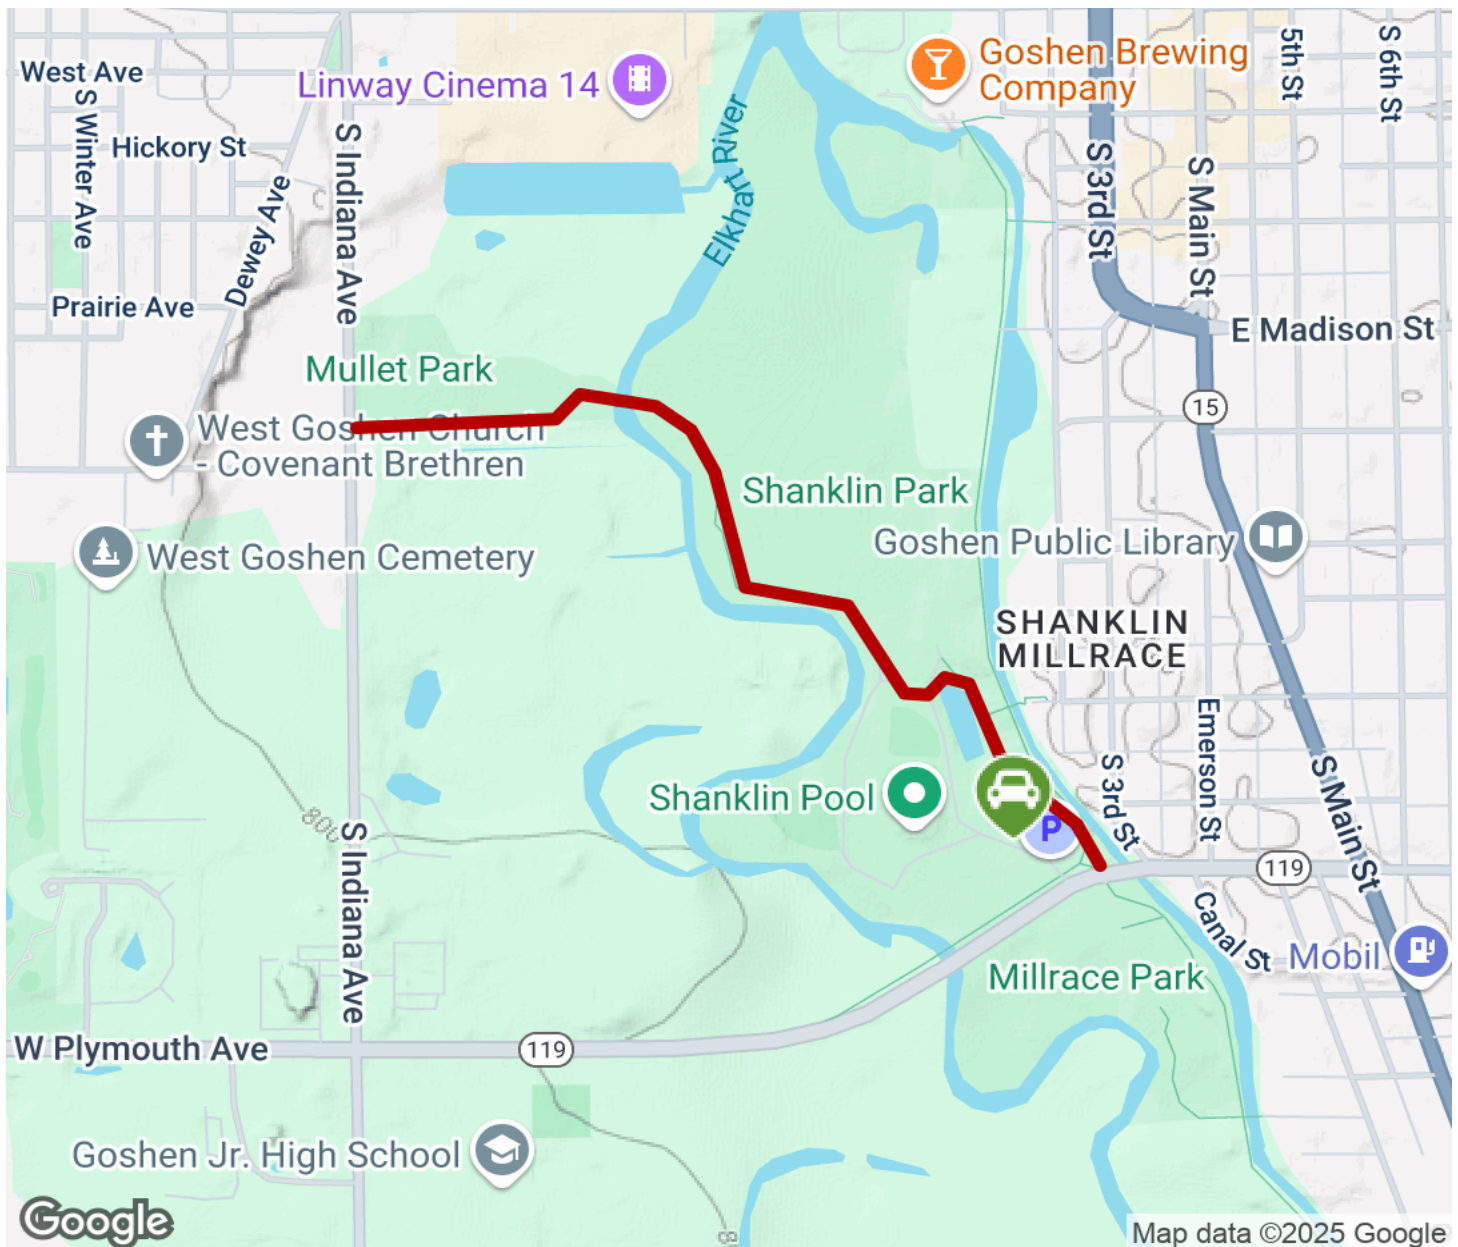 West Ave
S Winter Ave
Hickory St
Dewey Ave
S Indiana Ave
Prairie Ave
Linway Cinema 14
Elkhart River
Goshen Brewing
Company
5th St
S 6th St
S 3rd St
S Main St
E Madison St
15
Mullet Park
West Goshen Church
- Covenant Brethren
West Goshen Cemetery
Shanklin Park
Goshen Public Library
SHANKLIN
MILLRACE
Shanklin Pool
P
S 3rd St
Emerson St
S Main St
800
S Indiana Ave
119
Canal St
Mobil
Millrace Park
W Plymouth Ave
119
Goshen Jr. High School
Google
Map data ©2025 Google